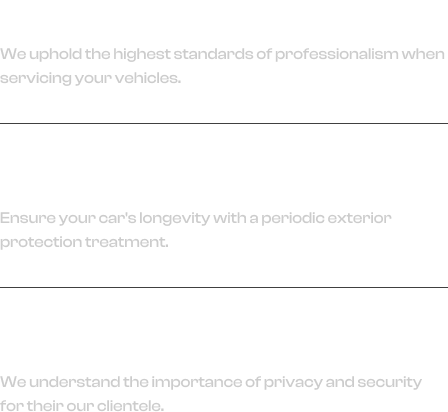 We uphold the highest standards of professionalism when
servicing your vehicles.
Ensure your car's longevity with a periodic exterior
protection treatment.
We understand the importance of privacy and security
for their our clientele.